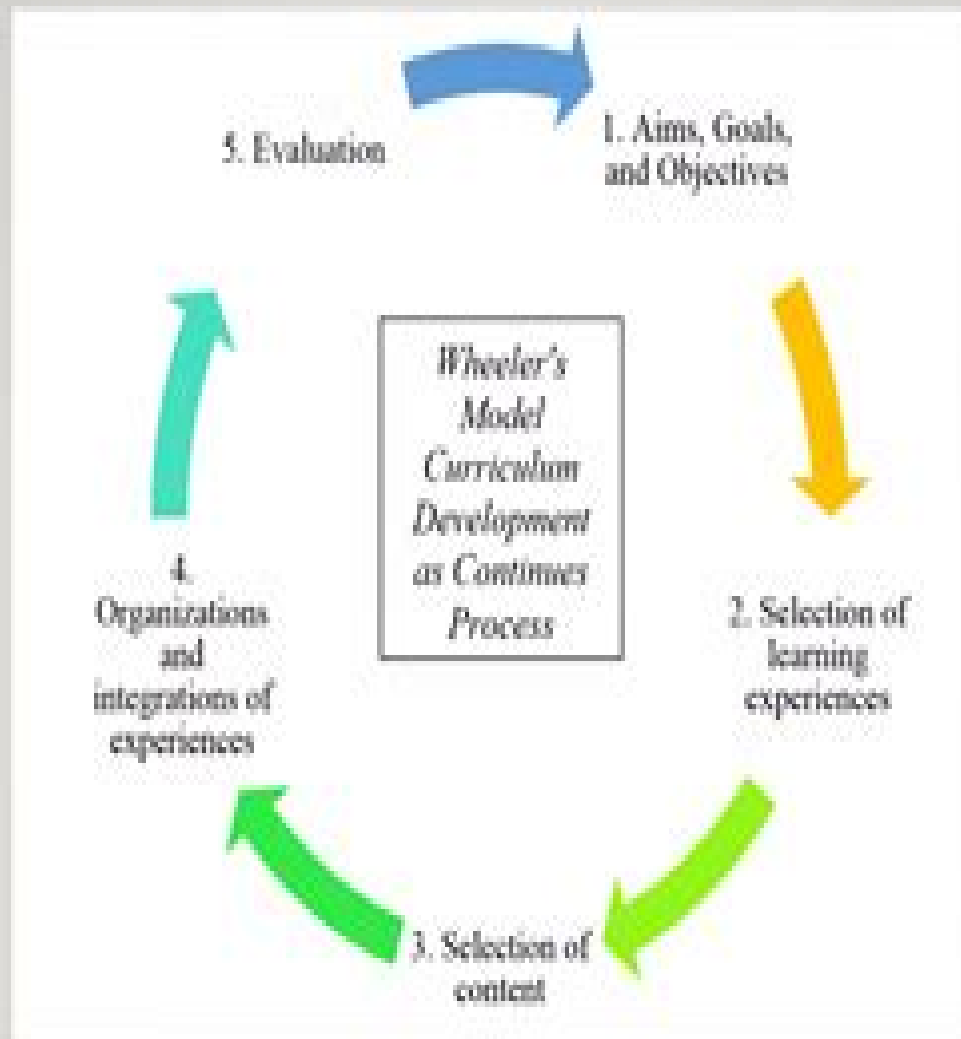 5. Evaluation
1. Aims, Goals,
and Objectives
Wheeler's
Model
Curriculum
Development
as Continues
Process
4.
Organizations
and
integrations of
experiences
2. Selection of
learning
experiences
3. Selection of
content